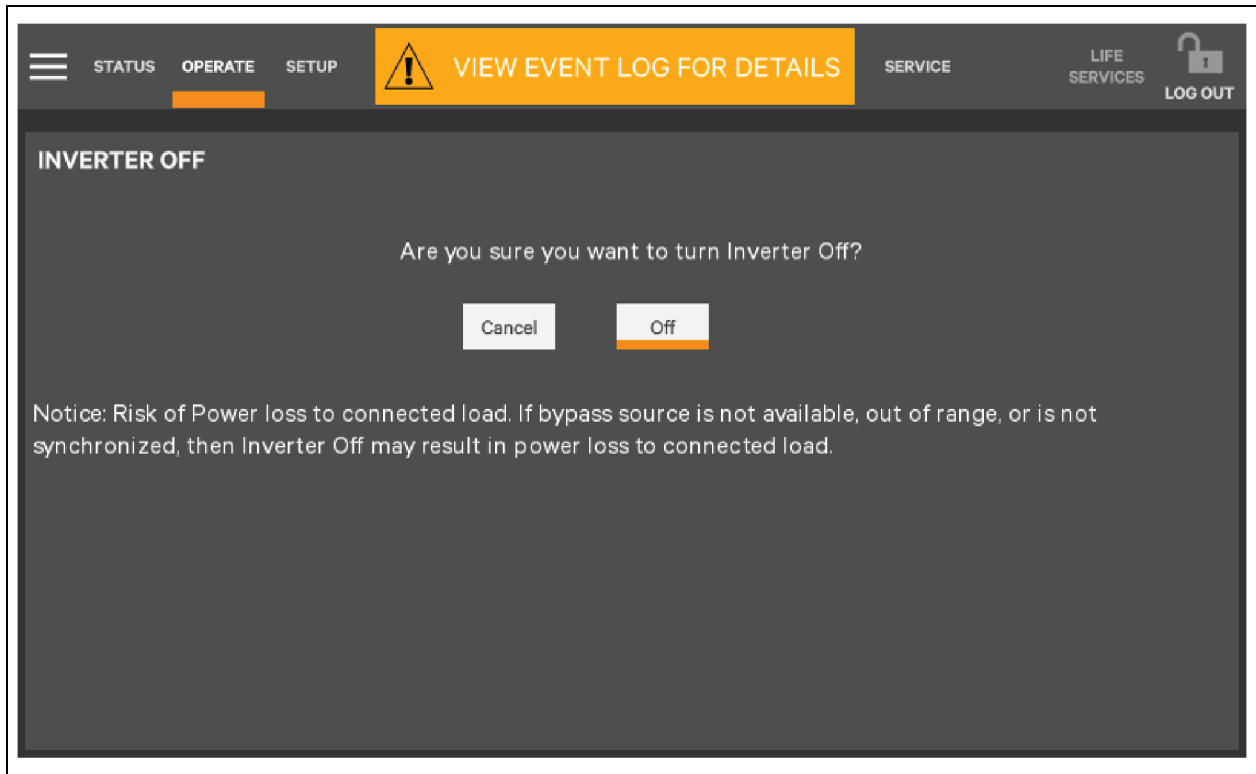 STATUS OPERATE SETUP VIEW EVENT LOG FOR DETAILS SERVICE LIFE
SERVICES
LOG OUT
INVERTER OFF
Are you sure you want to turn Inverter Off?
Cancel Off
Notice: Risk of Power loss to connected load. If bypass source is not available, out of range, or is not
synchronized, then Inverter Off may result in power loss to connected load.